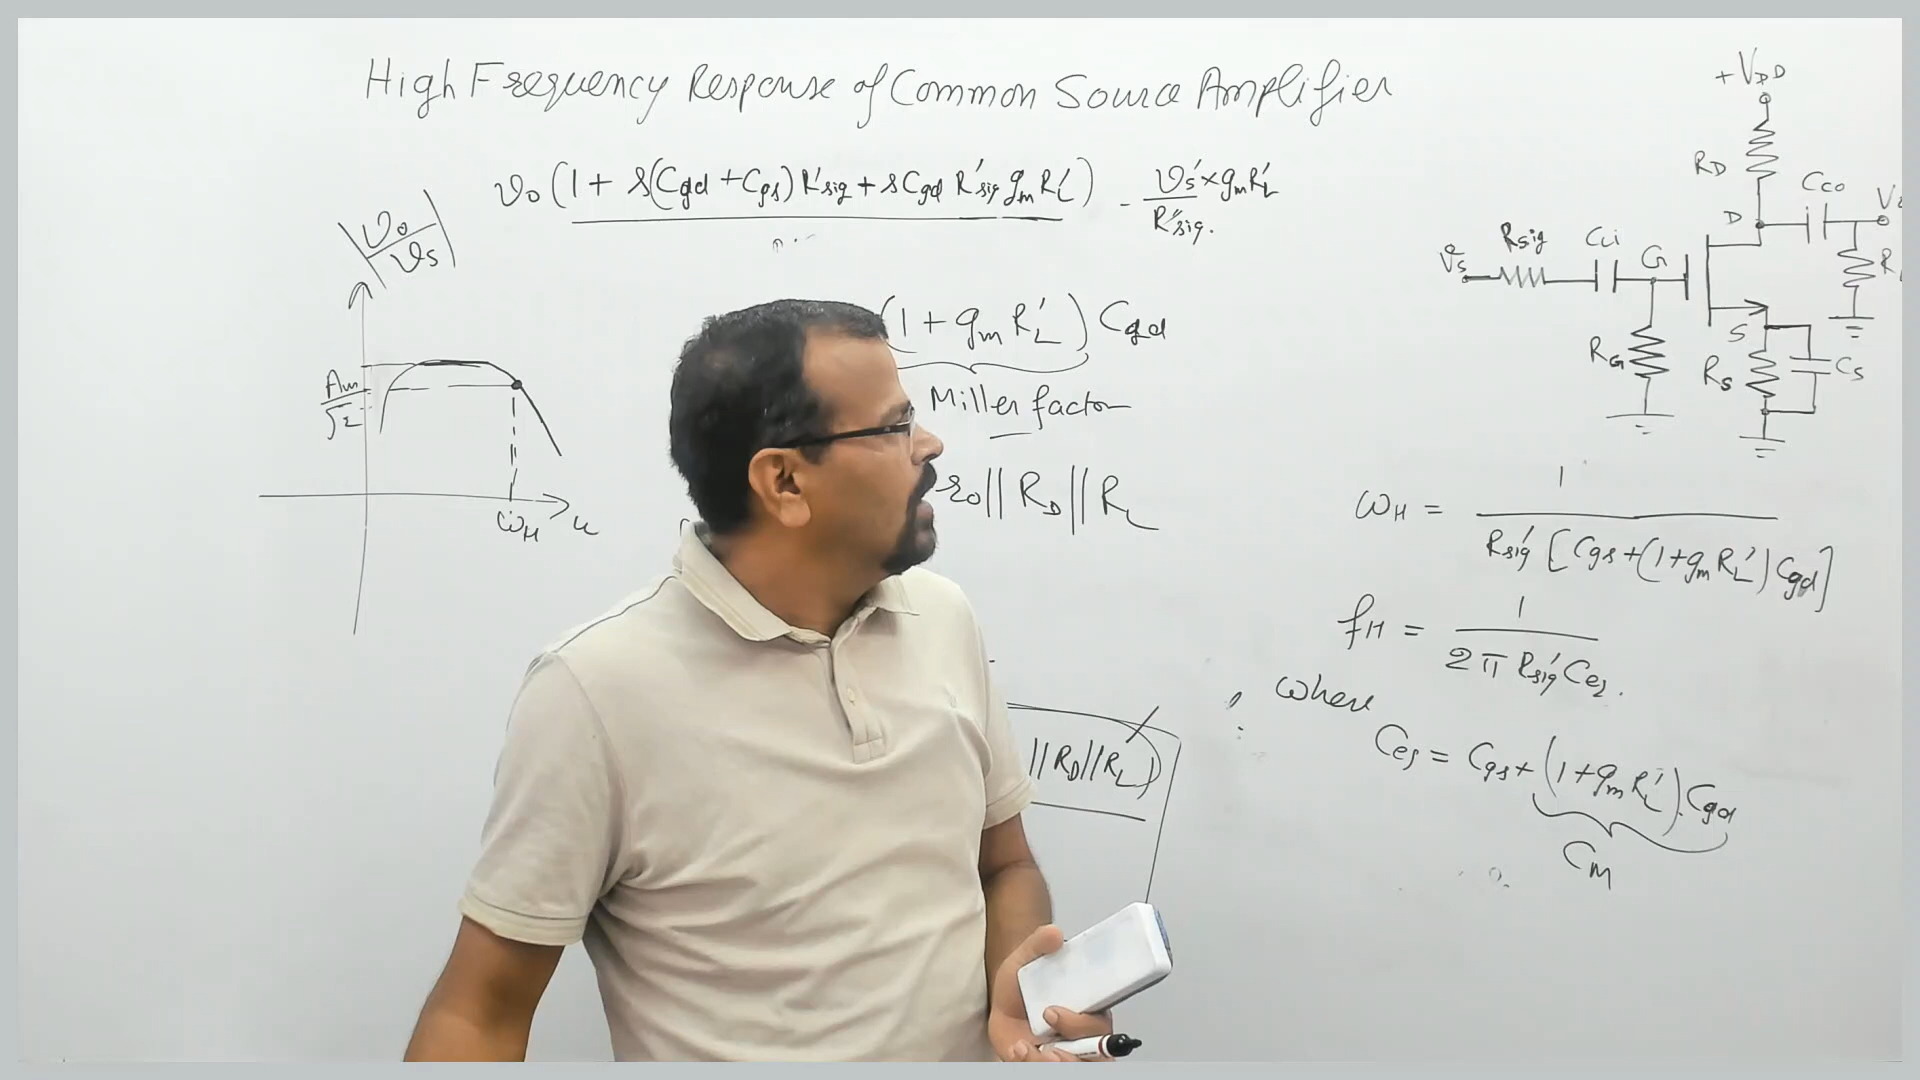 High Frequency Response of Common Source Amplifier
v₀ (1 + s(Cgd + Cgs) R'sig + s Cgd R'sig gm R'L) - v's × gm R'L / R'sig.
|v₀ / vs|
Am / √2
ωH
(1 + gm R'L) Cgd
Miller factor
r₀ || RD || RL
|| RD || RL)
+VDD
RD
Cco
D
Vs
Rsig
Cci
G
RG
S
RS
CS
ωH = 1 / R'sig [Cgs + (1 + gm R'L) Cgd]
fH = 1 / 2π R'sig Ceq.
where
Ceq = Cgs + (1 + gm R'L) . Cgd
CM